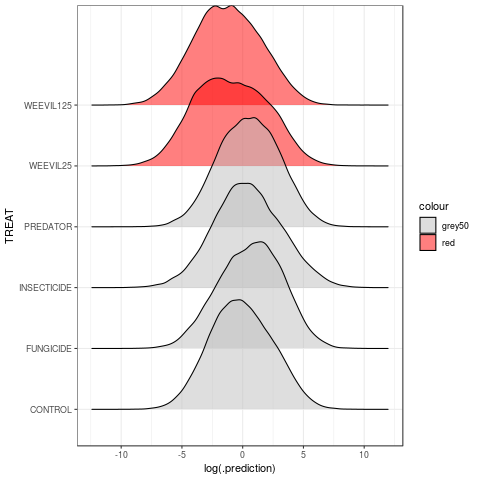 WEEVIL125
WEEVIL25
PREDATOR
INSECTICIDE
FUNGICIDE
CONTROL
TREAT
-10 -5 0 5 10
log(.prediction)
colour
grey50
red